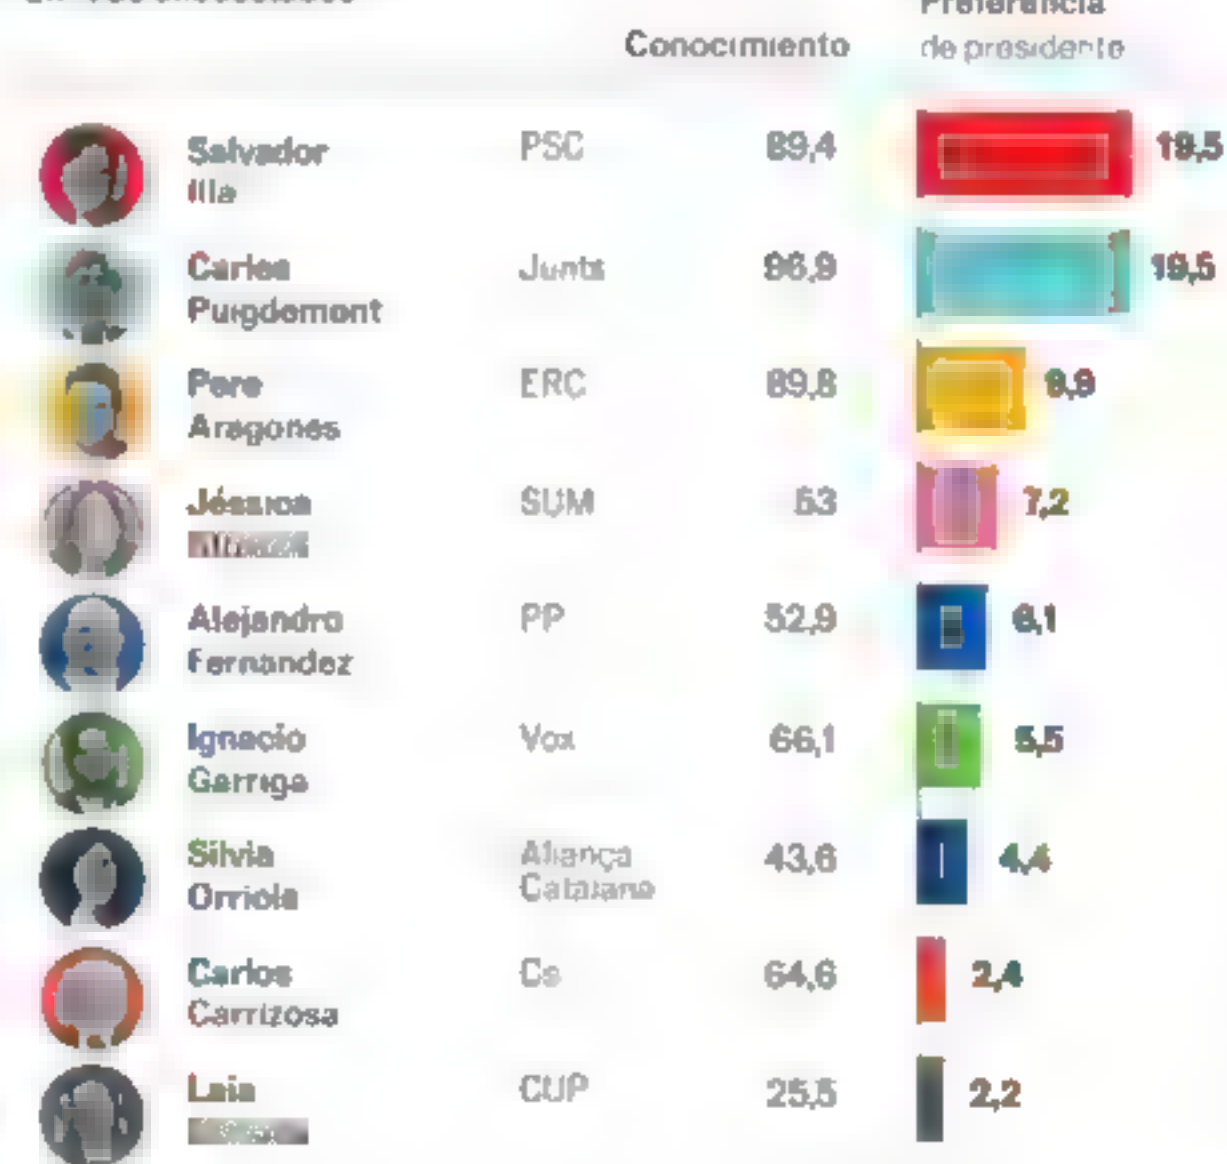 Preferencia
Conocimiento de presidente
Salvador PSC 89,4 19,5
Illa
Carles Junts 96,9 19,5
Puigdemont
Pere ERC 89,8 9,9
Aragonès
Jéssica SUM 53 7,2
Alejandro PP 52,9 6,1
Fernández
Ignacio Vox 66,1 5,5
Garriga
Sílvia Aliança 43,6 4,4
Orriols Catalana
Carlos Cs 64,6 2,4
Carrizosa
Laia CUP 25,5 2,2